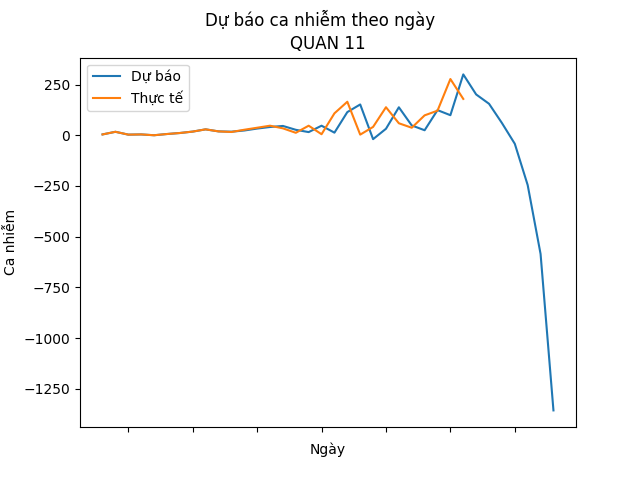 Dự báo ca nhiễm theo ngày
QUAN 11
Dự báo
Thực tế
250
0
−250
−500
−750
−1000
−1250
Ca nhiễm
Ngày